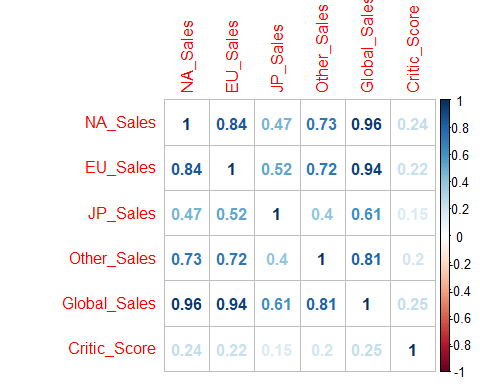 NA_Sales EU_Sales JP_Sales Other_Sales Global_Sales Critic_Score
NA_Sales 1 0.84 0.47 0.73 0.96 0.24
EU_Sales 0.84 1 0.52 0.72 0.94 0.22
JP_Sales 0.47 0.52 1 0.4 0.61 0.15
Other_Sales 0.73 0.72 0.4 1 0.81 0.2
Global_Sales 0.96 0.94 0.61 0.81 1 0.25
Critic_Score 0.24 0.22 0.15 0.2 0.25 1
1
0.8
0.6
0.4
0.2
0
-0.2
-0.4
-0.6
-0.8
-1